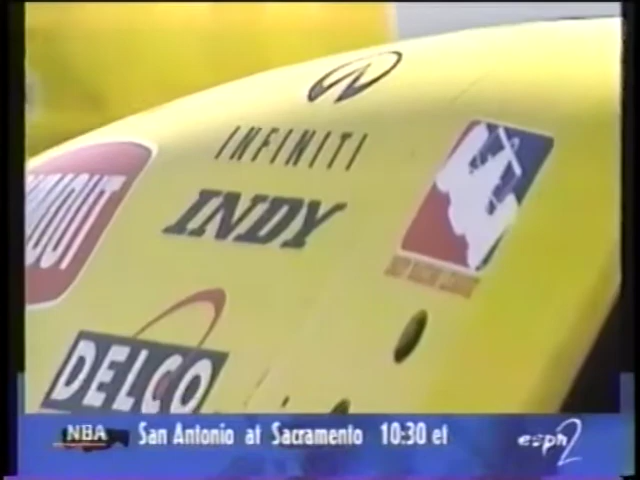 INFINITI
INDY
DELCO
NBA San Antonio at Sacramento 10:30 et espn2